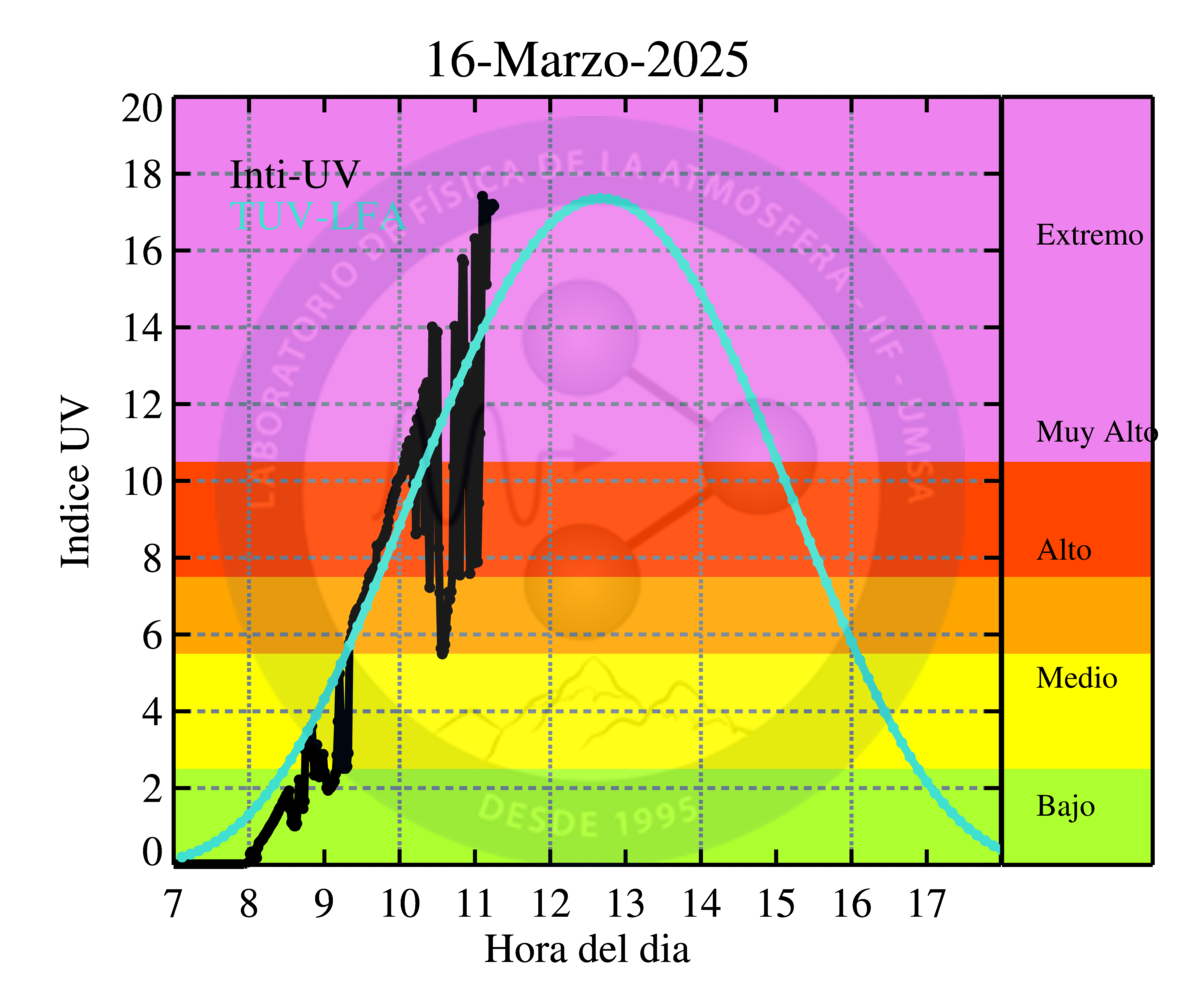 16-Marzo-2025
Inti-UV
TUV-LFA
Indice UV
20
18
16
14
12
10
8
6
4
2
0
7 8 9 10 11 12 13 14 15 16 17
Hora del dia
Extremo
Muy Alto
Alto
Medio
Bajo
LABORATORIO DE FÍSICA DE LA ATMÓSFERA - IIF - UMSA
DESDE 1995